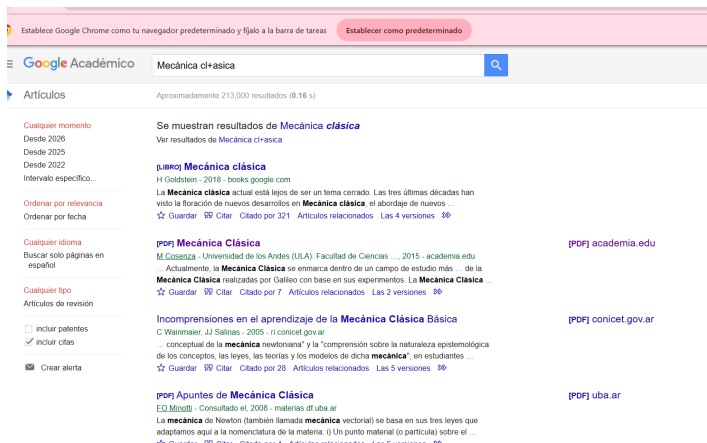 Establece Google Chrome como tu navegador predeterminado y fíjalo a la barra de tareas
Establecer como predeterminado
Google Académico
Mecánica cl+asica
Artículos
Aproximadamente 213,000 resultados (0.16 s)
Cualquier momento
Desde 2026
Desde 2025
Desde 2022
Intervalo específico...
Ordenar por relevancia
Ordenar por fecha
Cualquier idioma
Buscar solo páginas en
español
Cualquier tipo
Artículos de revisión
incluir patentes
incluir citas
Crear alerta
Se muestran resultados de Mecánica clásica
Ver resultados de Mecánica cl+asica
[LIBRO] Mecánica clásica
H Goldstein - 2018 - books.google.com
La Mecánica clásica actual está lejos de ser un tema cerrado. Las tres últimas décadas han
visto la floración de nuevos desarrollos en Mecánica clásica, el abordaje de nuevos ...
Guardar Citar Citado por 321 Artículos relacionados Las 4 versiones
[PDF] Mecánica Clásica
M Cosenza - Universidad de los Andes (ULA). Facultad de Ciencias ..., 2015 - academia.edu
... Actualmente, la Mecánica Clásica se enmarca dentro de un campo de estudio más ... de la
Mecánica Clásica realizadas por Galileo con base en sus experimentos. La Mecánica Clásica ...
Guardar Citar Citado por 7 Artículos relacionados Las 2 versiones
[PDF] academia.edu
Incomprensiones en el aprendizaje de la Mecánica Clásica Básica
C Wainmaier, JJ Salinas - 2005 - ri.conicet.gov.ar
... conceptual de la mecánica newtoniana" y la "comprensión sobre la naturaleza epistemológica
de los conceptos, las leyes, las teorías y los modelos de dicha mecánica", en estudiantes ...
Guardar Citar Citado por 28 Artículos relacionados Las 5 versiones
[PDF] conicet.gov.ar
[PDF] Apuntes de Mecánica Clásica
FO Minotti - Consultado el, 2008 - materias.df.uba.ar
La mecánica de Newton (también llamada mecánica vectorial) se basa en sus tres leyes que
adaptamos aquí a la nomenclatura de la materia: i) Un punto material (o partícula) sobre el ...
Guardar Citar Citado por 4 Artículos relacionados Las 5 versiones
[PDF] uba.ar